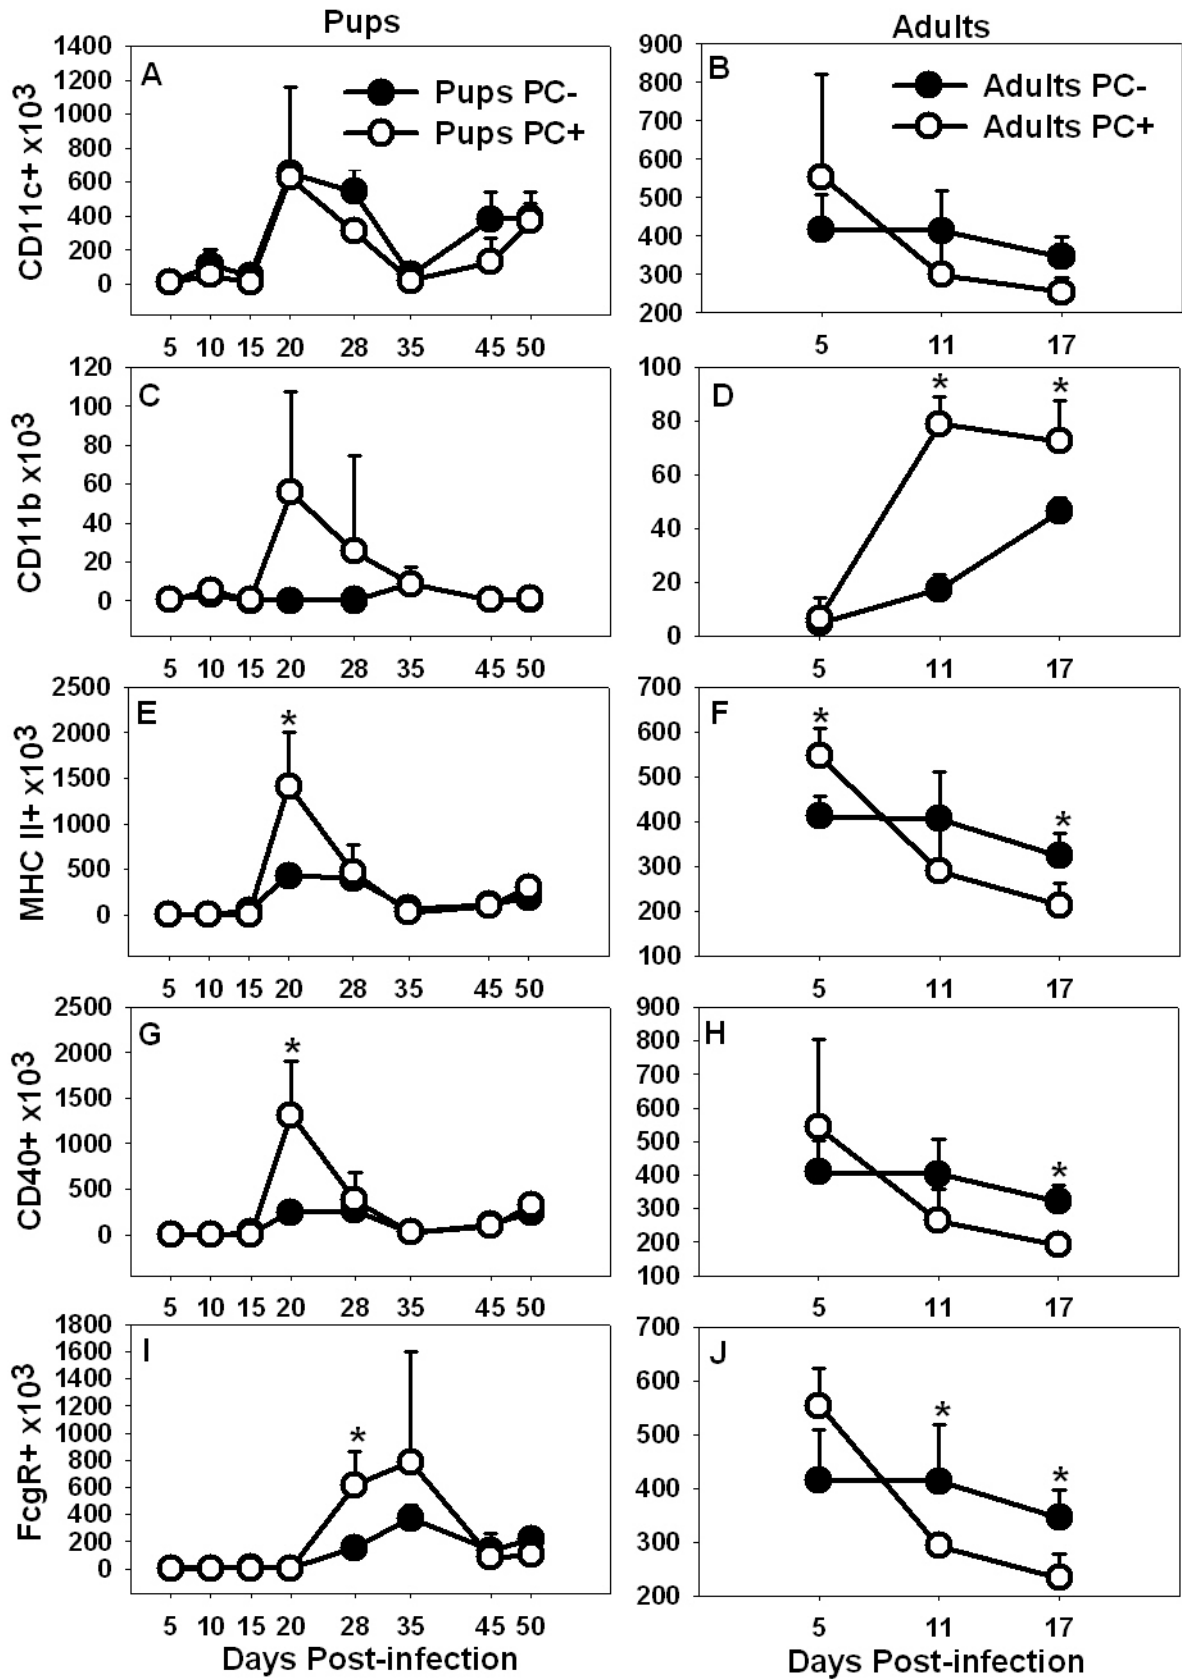 Pups
Adults
CD11c+ x10³
1400
1200
1000
800
600
400
200
0
A
Pups PC-
Pups PC+
5 10 15 20 28 35 45 50
900
800
700
600
500
400
300
200
B
Adults PC-
Adults PC+
5 11 17
CD11b x10³
120
100
80
60
40
20
0
C
5 10 15 20 28 35 45 50
100
80
60
40
20
0
D
* *
5 11 17
MHC II+ x10³
2500
2000
1500
1000
500
0
E
*
5 10 15 20 28 35 45 50
700
600
500
400
300
200
100
F
* *
5 11 17
CD40+ x10³
2500
2000
1500
1000
500
0
G
*
5 10 15 20 28 35 45 50
900
800
700
600
500
400
300
200
100
H
*
5 11 17
FcgR+ x10³
1800
1600
1400
1200
1000
800
600
400
200
0
I
*
5 10 15 20 28 35 45 50
Days Post-infection
700
600
500
400
300
200
J
* *
5 11 17
Days Post-infection